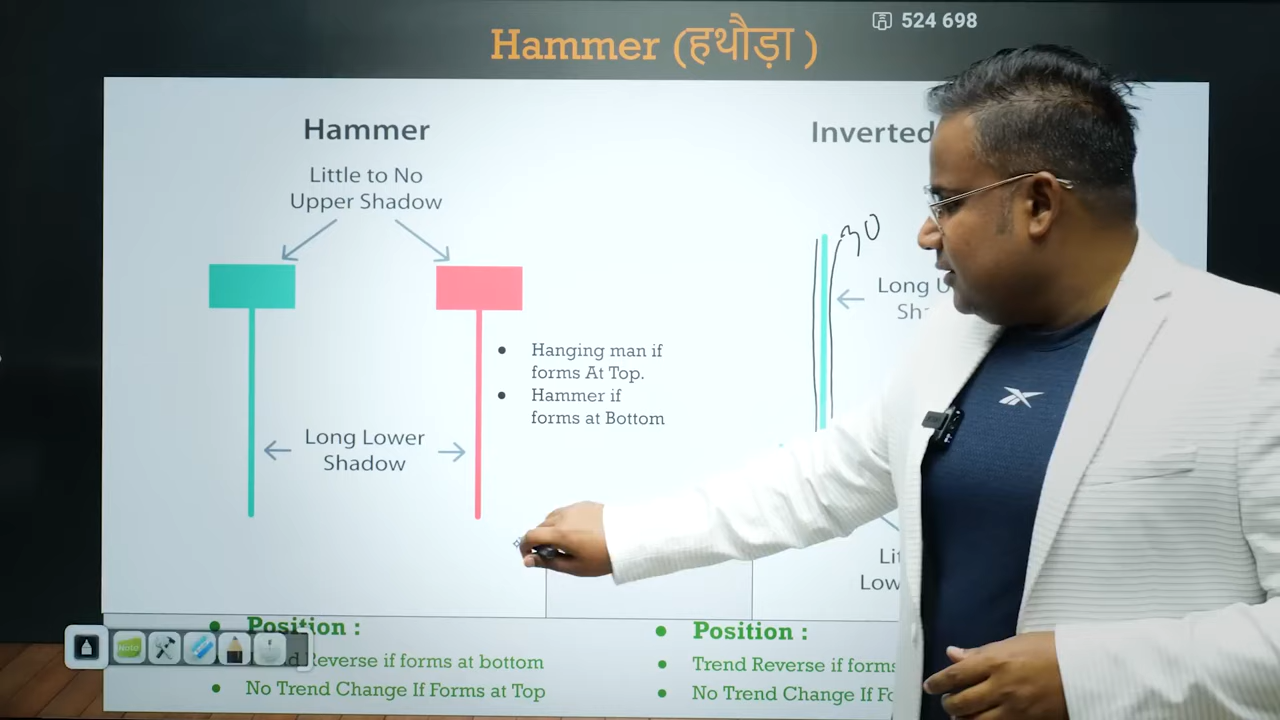 524 698
Hammer (हथौड़ा )
Hammer
Inverted
Little to No
Upper Shadow
30
Long
Hanging man if
forms At Top.
Hammer if
forms at Bottom
Long Lower
Shadow
Position :
Reverse if forms at bottom
No Trend Change If Forms at Top
Position :
Trend Reverse if forms
No Trend Change If